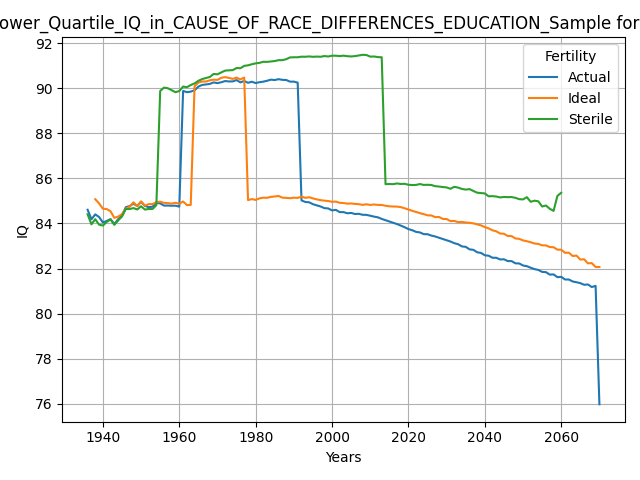 ower_Quartile_IQ_in_CAUSE_OF_RACE_DIFFERENCES_EDUCATION_Sample for
92
90
88
86
84
82
80
78
76
IQ
Fertility
Actual
Ideal
Sterile
1940
1960
1980
2000
2020
2040
2060
Years